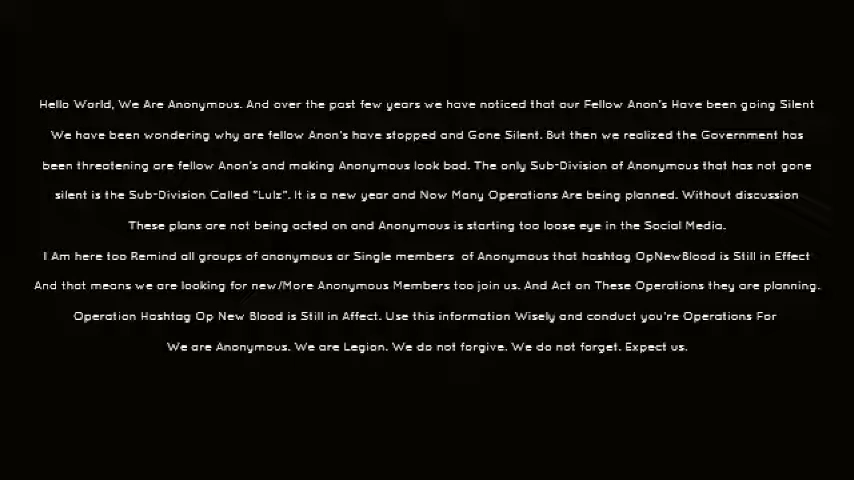 Hello World, We Are Anonymous. And over the past few years we have noticed that our Fellow Anon's Have been going Silent
We have been wondering why are fellow Anon's have stopped and Gone Silent. But then we realized the Government has
been threatening are fellow Anon's and making Anonymous look bad. The only Sub-Division of Anonymous that has not gone
silent is the Sub-Division Called "Lulz". It is a new year and Now Many Operations Are being planned. Without discussion
These plans are not being acted on and Anonymous is starting too loose eye in the Social Media.
I Am here too Remind all groups of anonymous or Single members of Anonymous that hashtag OpNewBlood is Still in Effect
And that means we are looking for new/More Anonymous Members too join us. And Act on These Operations they are planning.
Operation Hashtag Op New Blood is Still in Affect. Use this information Wisely and conduct you're Operations For
We are Anonymous. We are Legion. We do not forgive. We do not forget. Expect us.